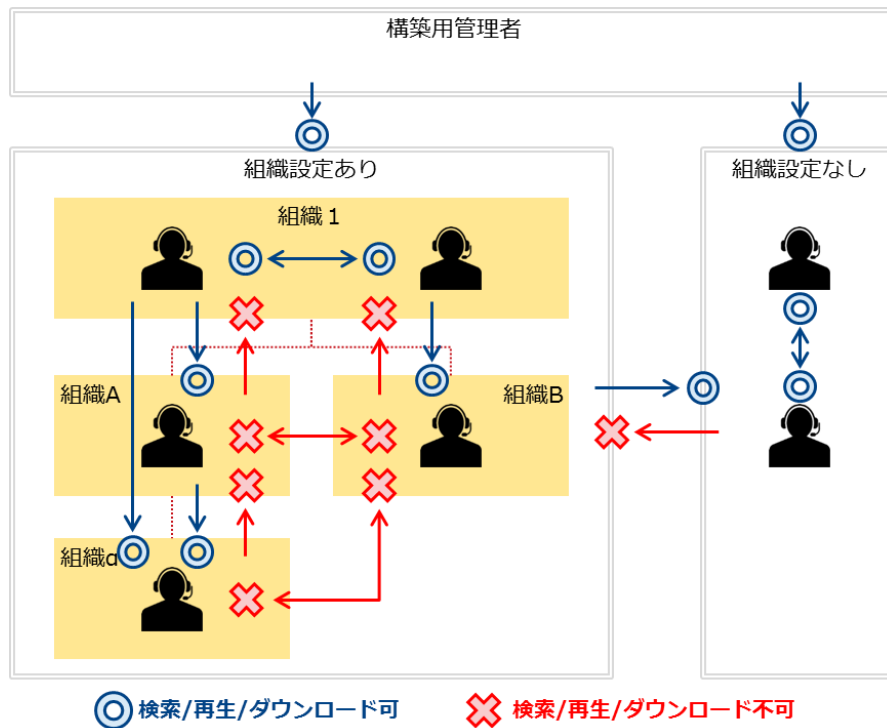 構築用管理者
組織設定あり
組織設定なし
組織１
組織A
組織B
組織α
検索/再生/ダウンロード可
検索/再生/ダウンロード不可